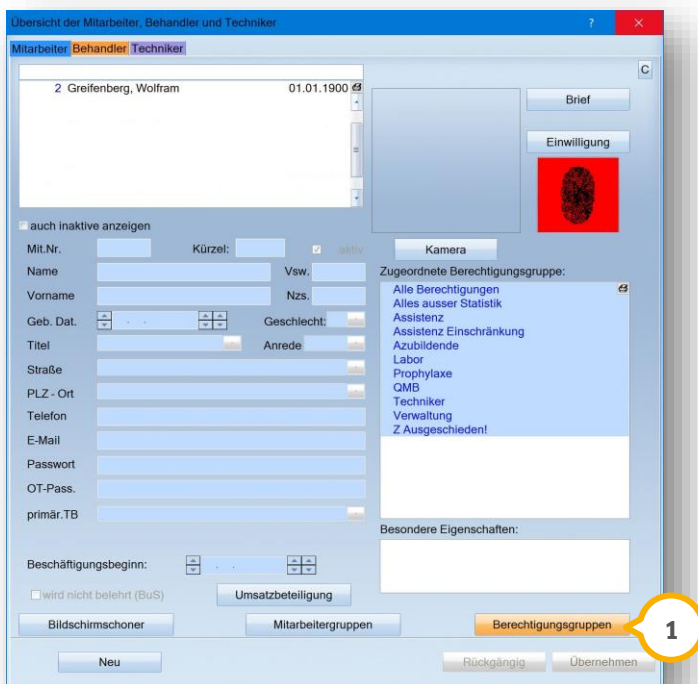 Übersicht der Mitarbeiter, Behandler und Techniker ? ×
Mitarbeiter Behandler Techniker
C
2 Greifenberg, Wolfram 01.01.1900
Brief
Einwilligung
auch inaktive anzeigen
Mit.Nr. Kürzel: aktiv Kamera
Name Vsw. Zugeordnete Berechtigungsgruppe:
Vorname Nzs.
Geb. Dat. . . Geschlecht:
Titel Anrede
Straße
PLZ - Ort
Telefon
E-Mail
Passwort
OT-Pass.
primär.TB
Alle Berechtigungen
Alles ausser Statistik
Assistenz
Assistenz Einschränkung
Azubildende
Labor
Prophylaxe
QMB
Techniker
Verwaltung
Z Ausgeschieden!
Besondere Eigenschaften:
Beschäftigungsbeginn: . .
wird nicht belehrt (BuS) Umsatzbeteiligung
Bildschirmschoner Mitarbeitergruppen Berechtigungsgruppen 1
Neu Rückgängig Übernehmen